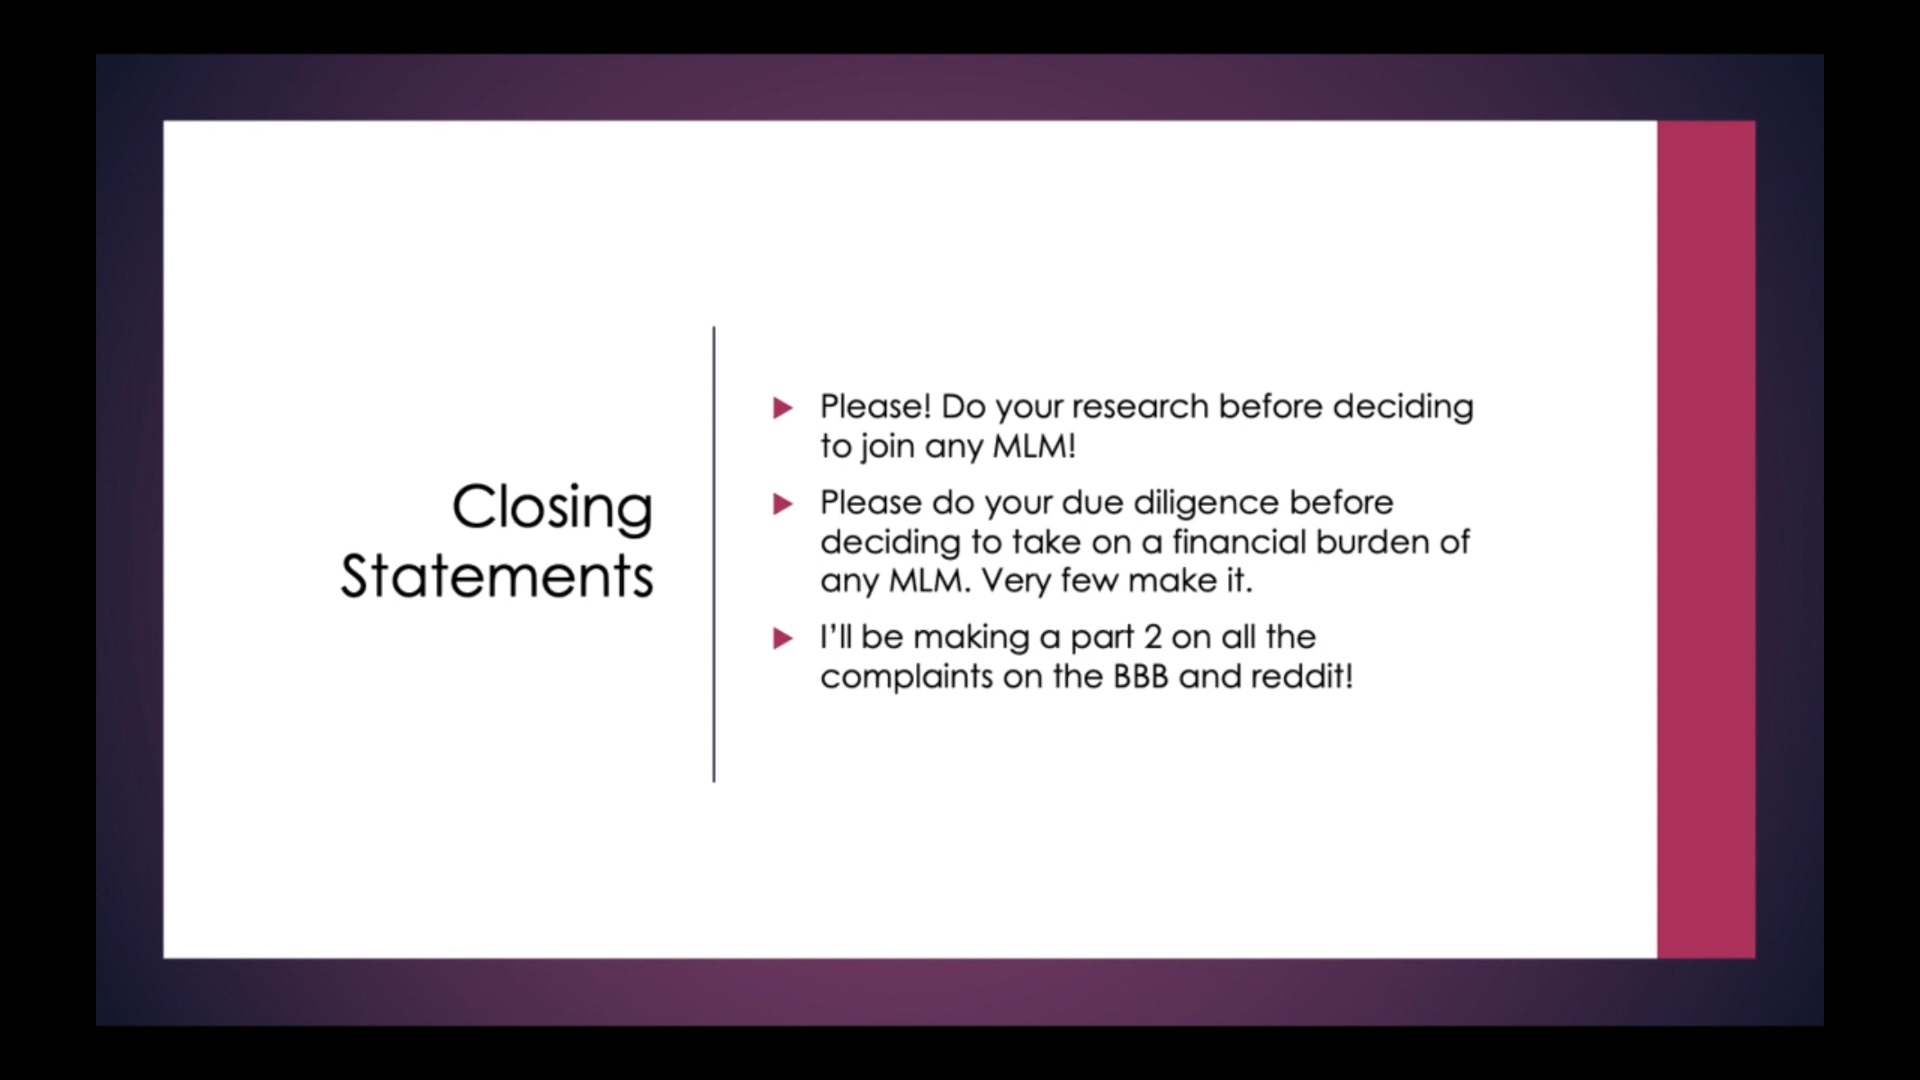 Closing
Statements
Please! Do your research before deciding
to join any MLM!
Please do your due diligence before
deciding to take on a financial burden of
any MLM. Very few make it.
I’ll be making a part 2 on all the
complaints on the BBB and reddit!